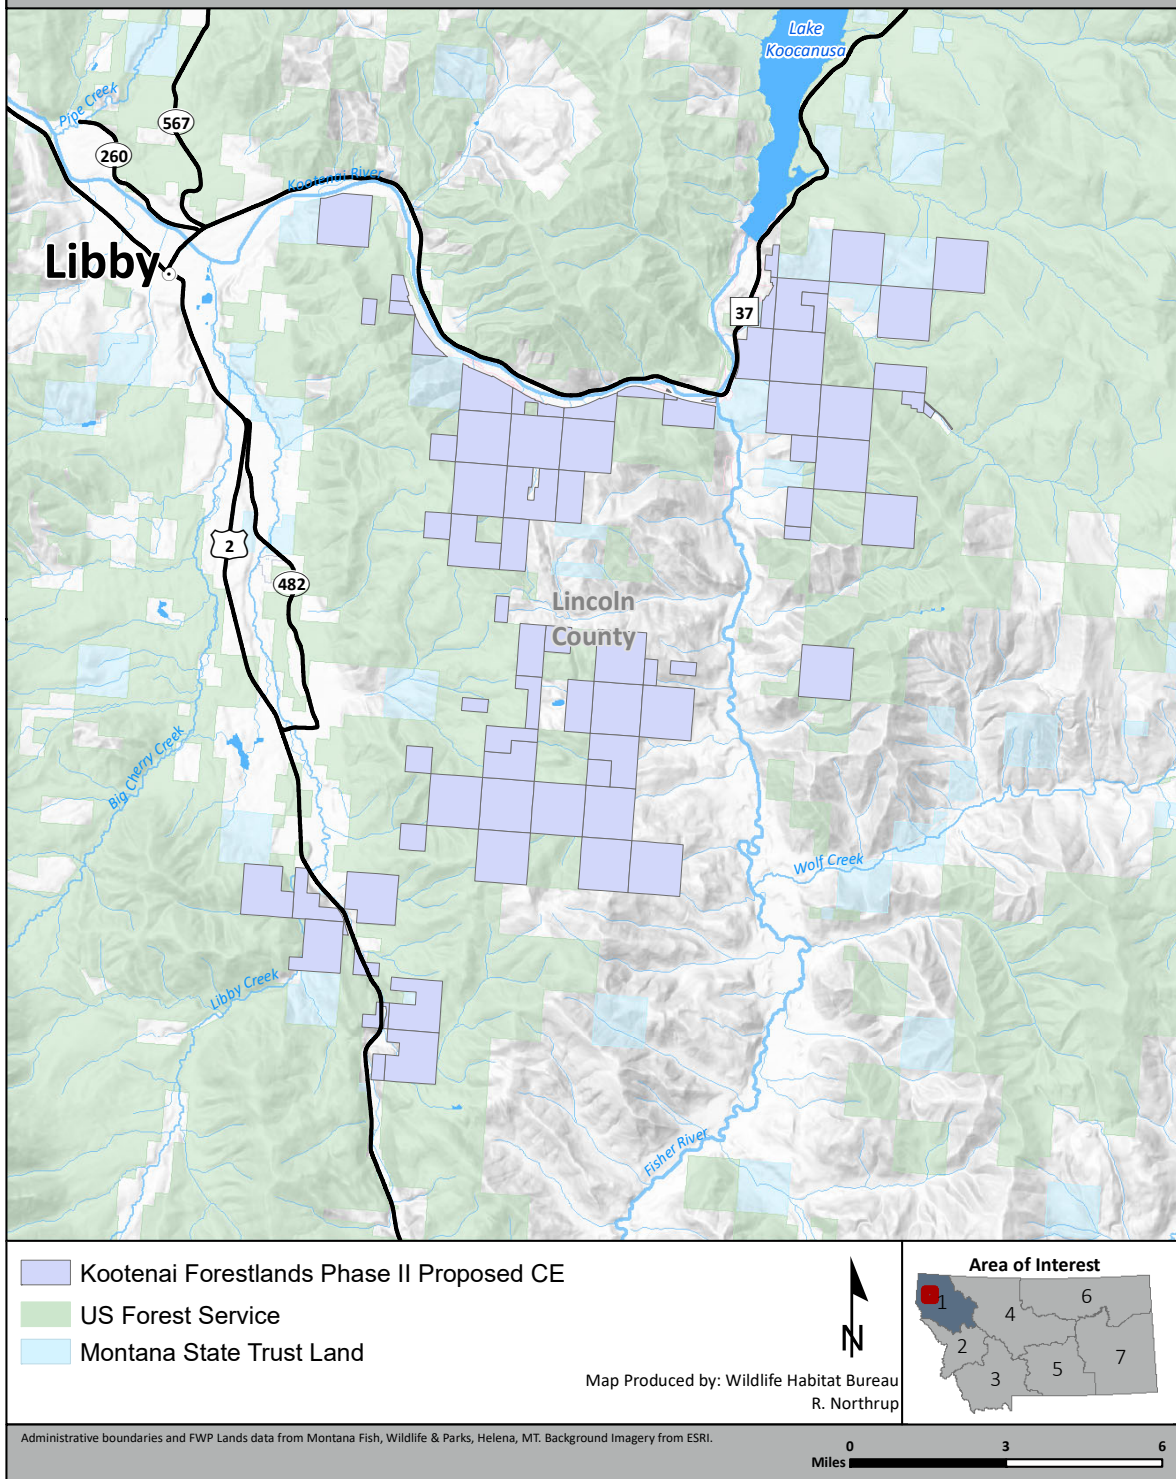 Lake
Koocanusa
Pipe Creek
567
260
Kootenai River
Libby
37
2
482
Lincoln
County
Big Cherry Creek
Wolf Creek
Libby Creek
Fisher River
Kootenai Forestlands Phase II Proposed CE
US Forest Service
Montana State Trust Land
N
Map Produced by: Wildlife Habitat Bureau
R. Northrup
Area of Interest
1
2
3
4
5
6
7
Administrative boundaries and FWP Lands data from Montana Fish, Wildlife & Parks, Helena, MT. Background Imagery from ESRI.
0 3 6
Miles